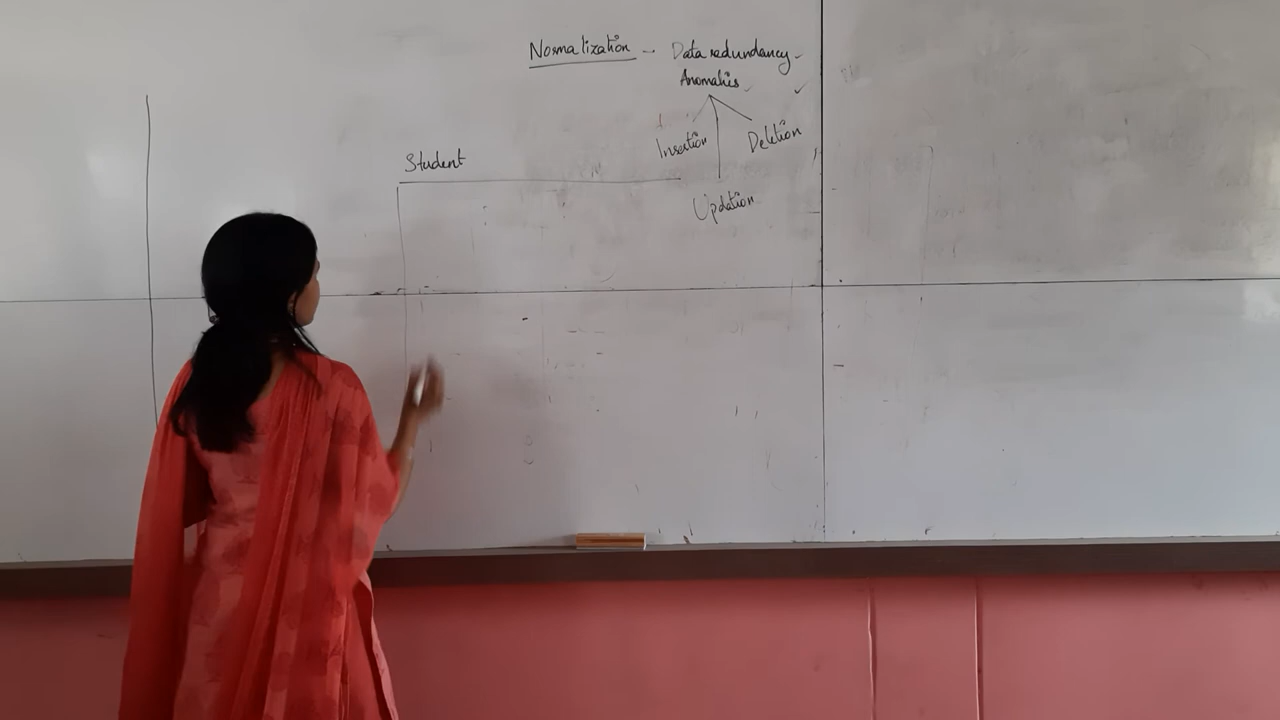 Normalization - Data redundancy
Anomalies
Insertion
Deletion
Updation
Student